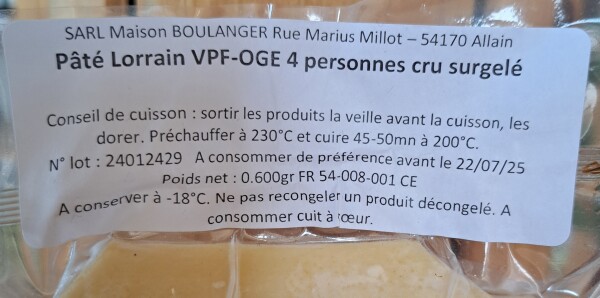 SARL Maison BOULANGER Rue Marius Millot – 54170 Allain
Pâté Lorrain VPF-OGE 4 personnes cru surgelé
Conseil de cuisson : sortir les produits la veille avant la cuisson, les
dorer. Préchauffer à 230°C et cuire 45-50mn à 200°C.
N° lot : 24012429 A consommer de préférence avant le 22/07/25
Poids net : 0.600gr FR 54-008-001 CE
A conserver à -18°C. Ne pas recongeler un produit décongelé. A
consommer cuit à cœur.